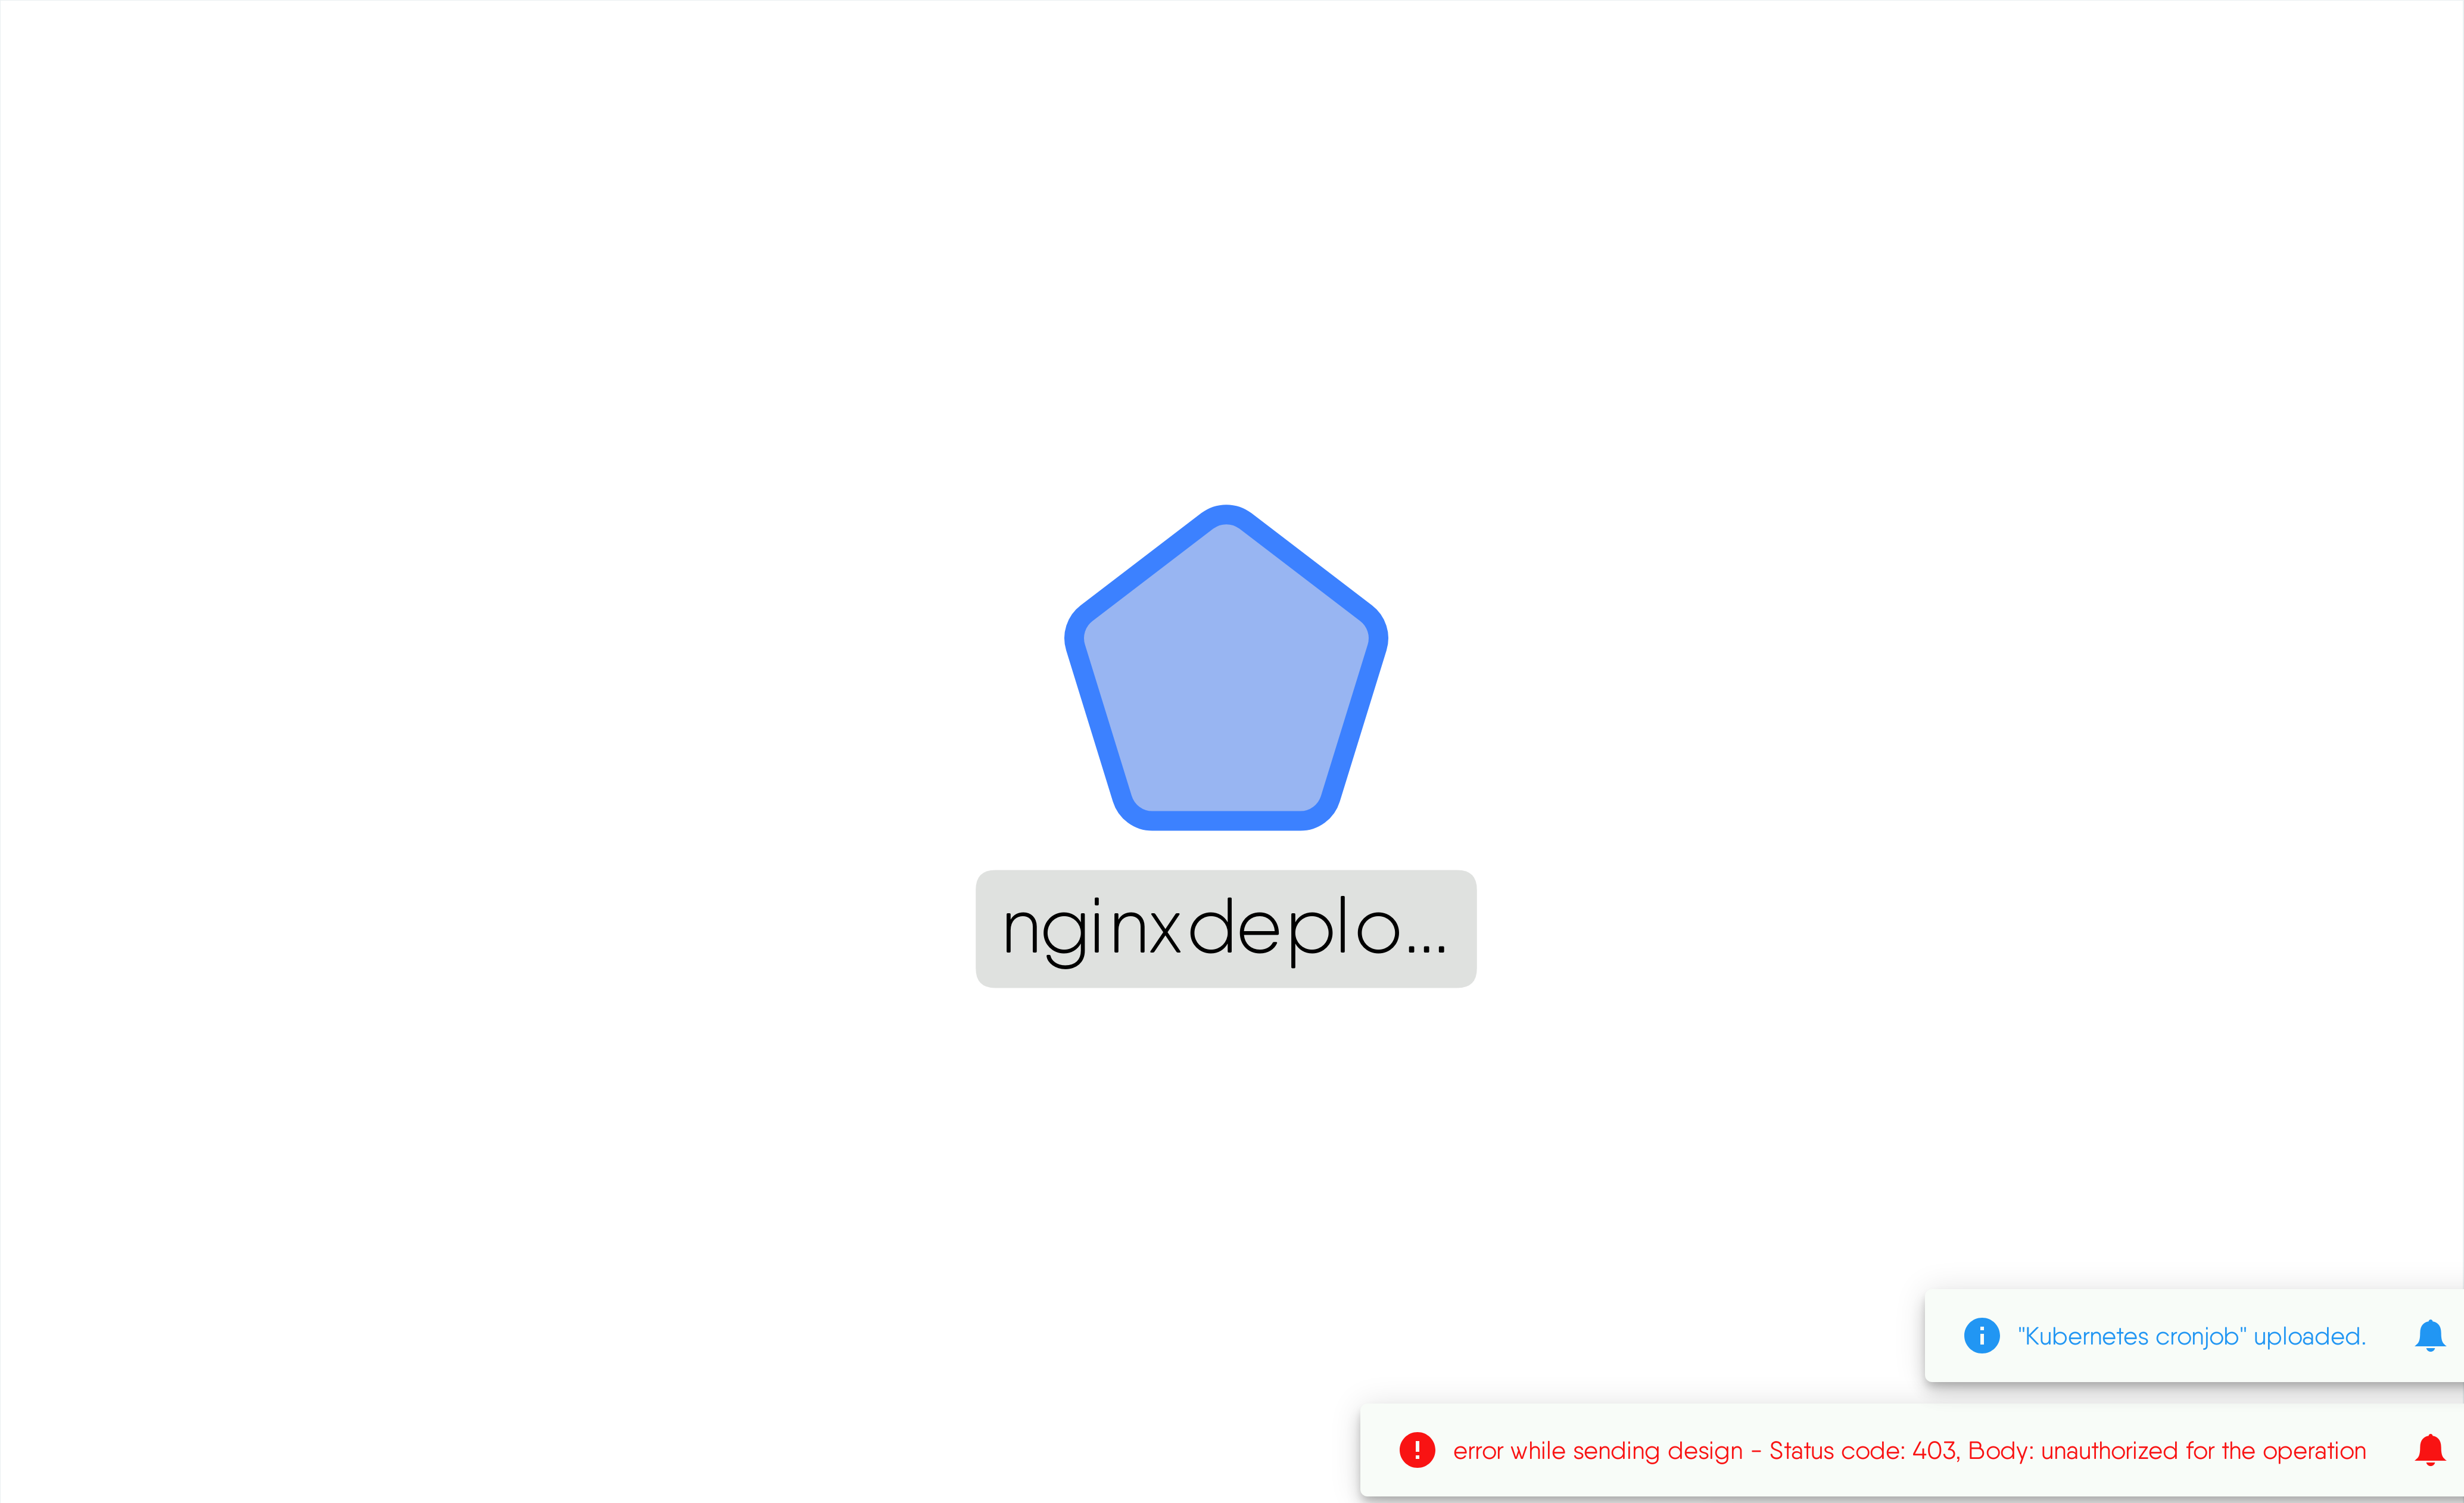 nginxdeplo...
"Kubernetes cronjob" uploaded.
error while sending design - Status code: 403, Body: unauthorized for the operation